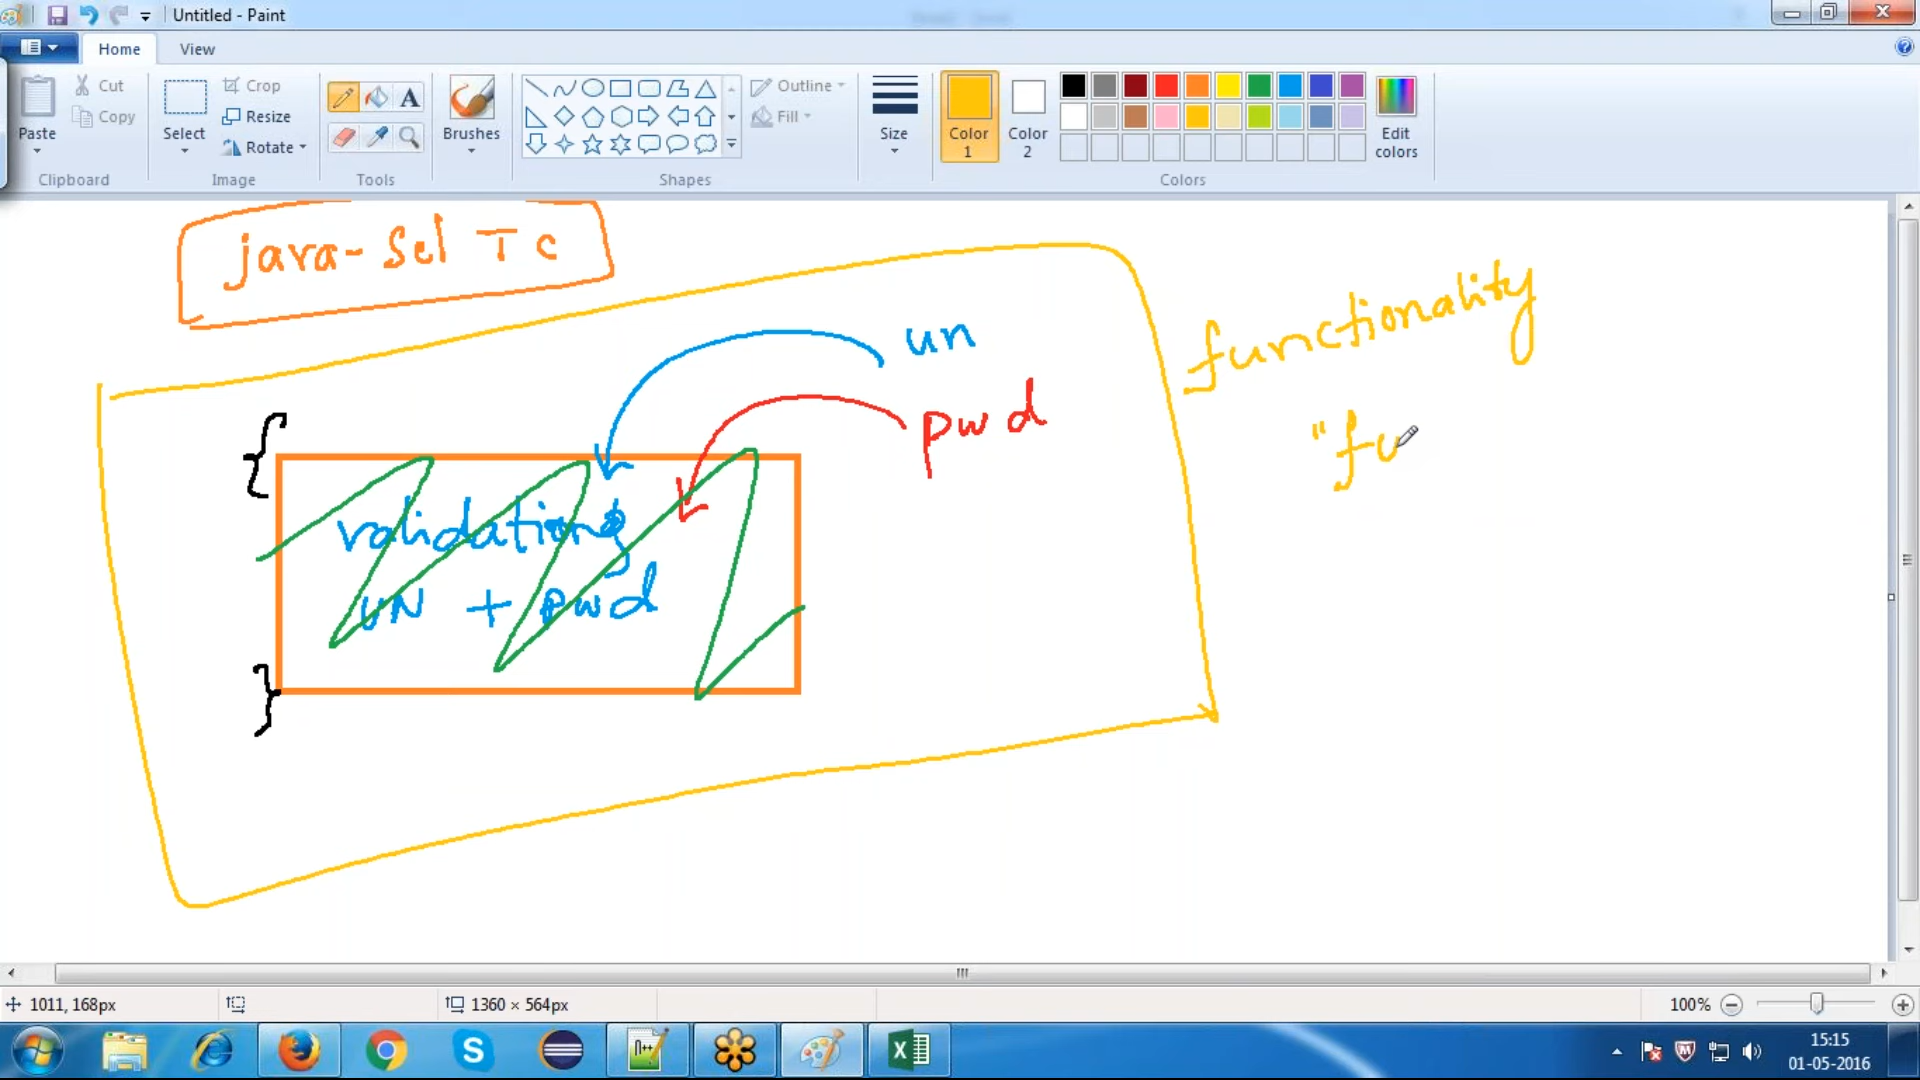 Untitled - Paint
Home View
Paste
Cut
Copy
Clipboard
Select
Crop
Resize
Rotate
Image
A
Tools
Brushes
Outline
Fill
Shapes
Size
Color
1
Color
2
Edit
colors
Colors
java-Sel Tc
un
pwd
functionality
"fu
{
validations
UN + pwd
}
1011, 168px
1360 × 564px
100%
15:15
01-05-2016